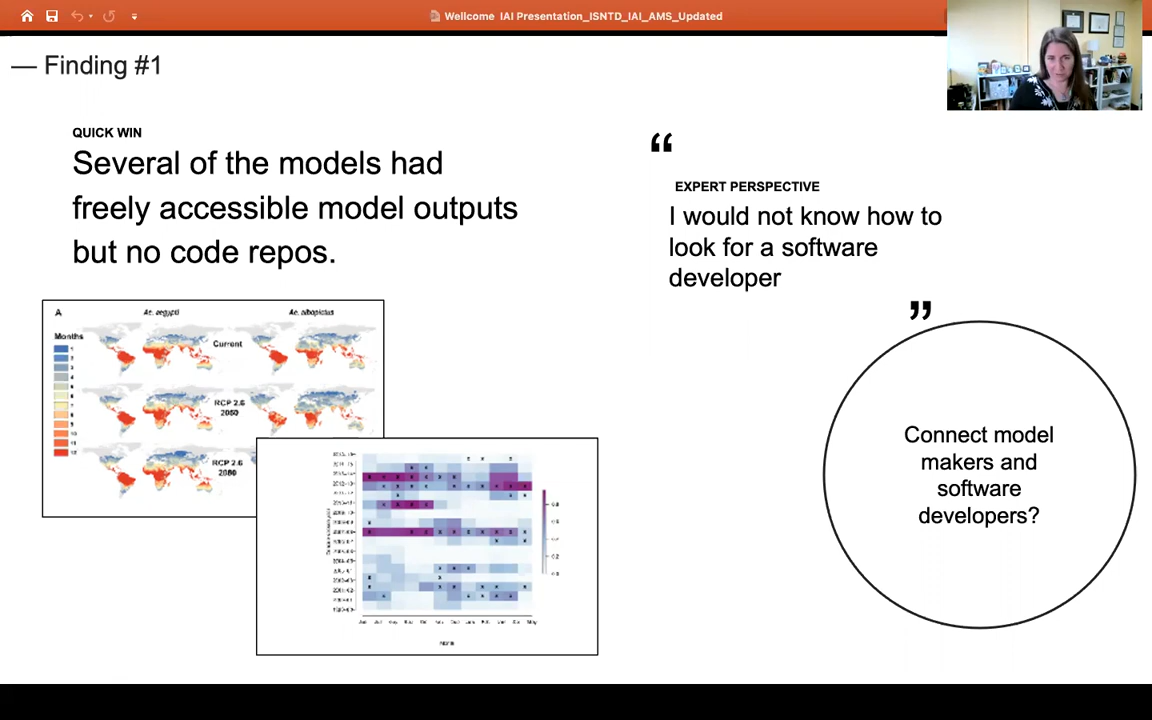 Wellcome IAI Presentation_ISNTD_IAI_AMS_Updated
— Finding #1
QUICK WIN
Several of the models had
freely accessible model outputs
but no code repos.
“
EXPERT PERSPECTIVE
I would not know how to
look for a software
developer
”
Connect model
makers and
software
developers?
A
Ae. aegypti
Ae. albopictus
Months
Current
RCP 2.6
2050
RCP 2.6
2080
Month